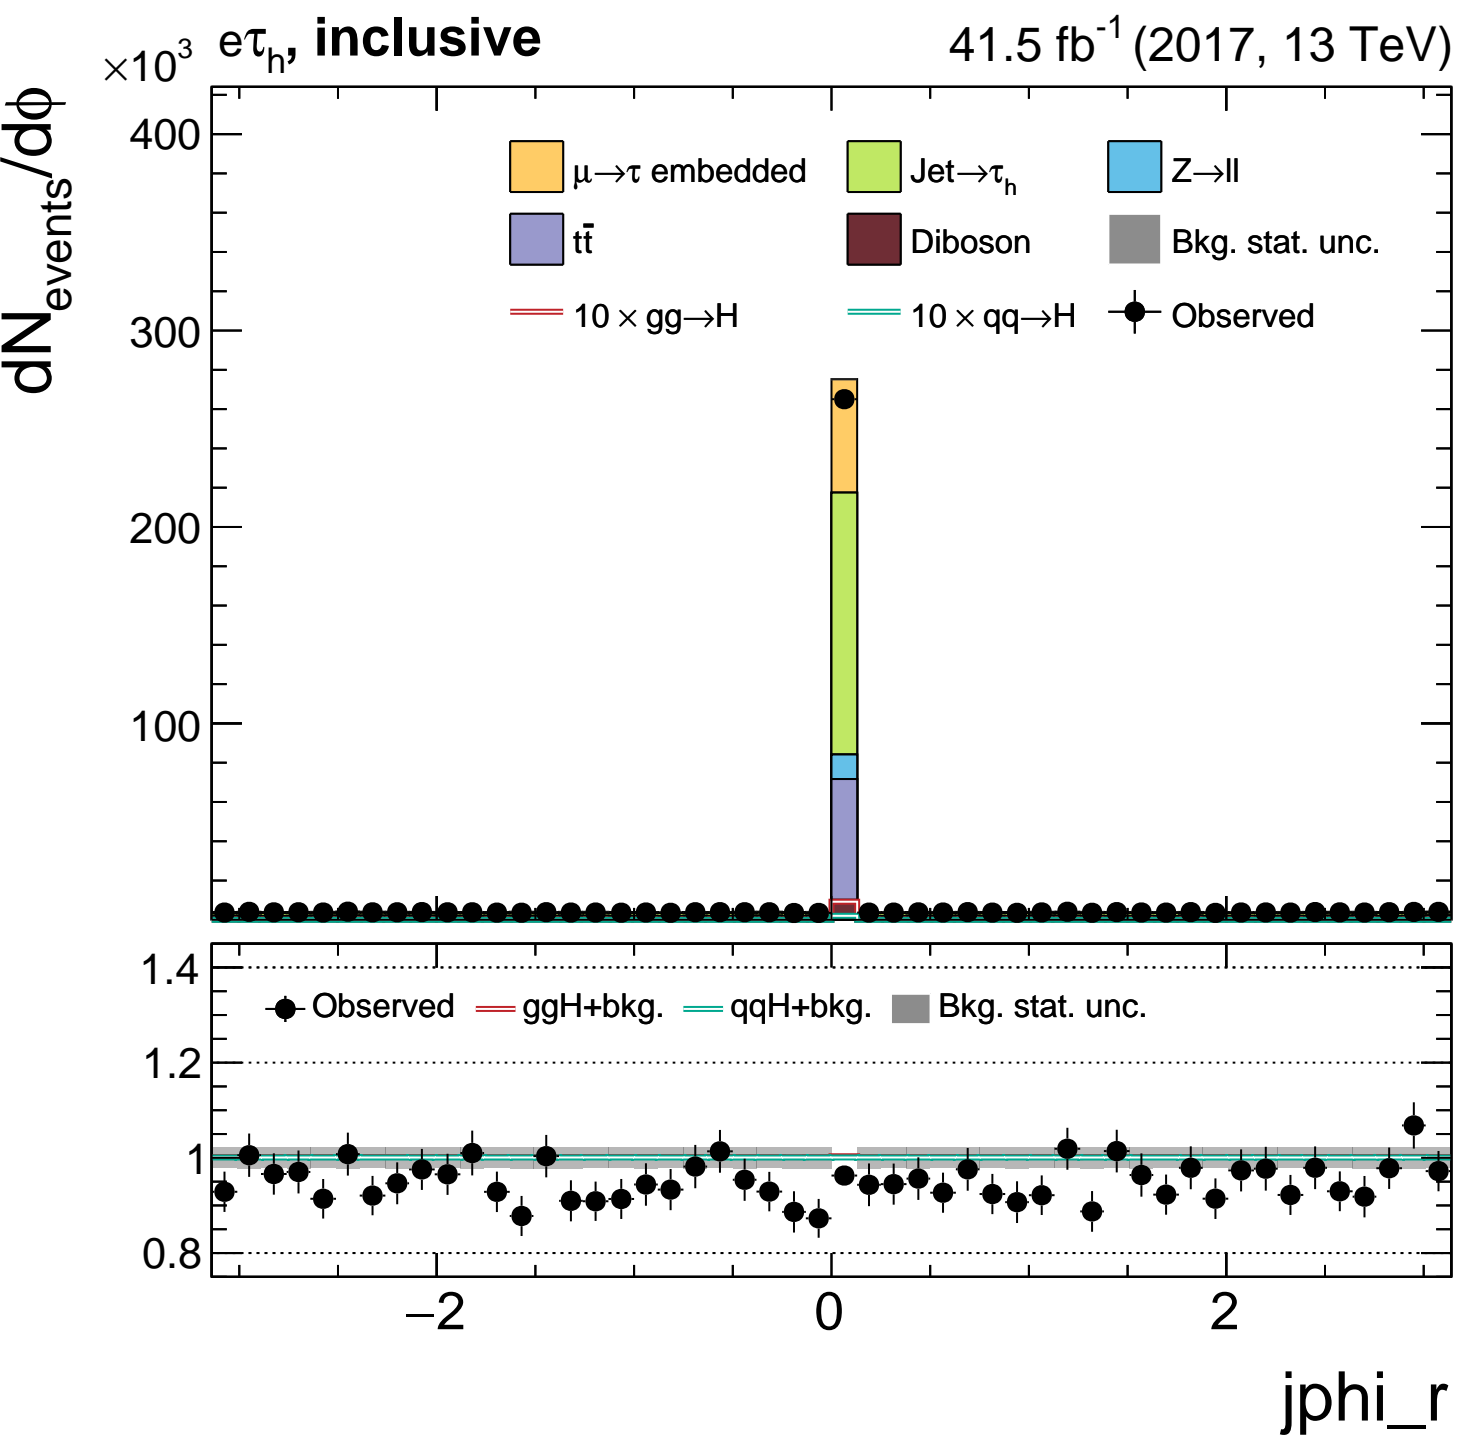 ×10³ eτₕ, inclusive 41.5 fb⁻¹ (2017, 13 TeV)
dN_events/dϕ
400
300
200
100
μ→τ embedded Jet→τₕ Z→ll
tt̄ Diboson Bkg. stat. unc.
10 × gg→H 10 × qq→H Observed
1.4
1.2
1
0.8
Observed ggH+bkg. qqH+bkg. Bkg. stat. unc.
−2 0 2
jphi_r